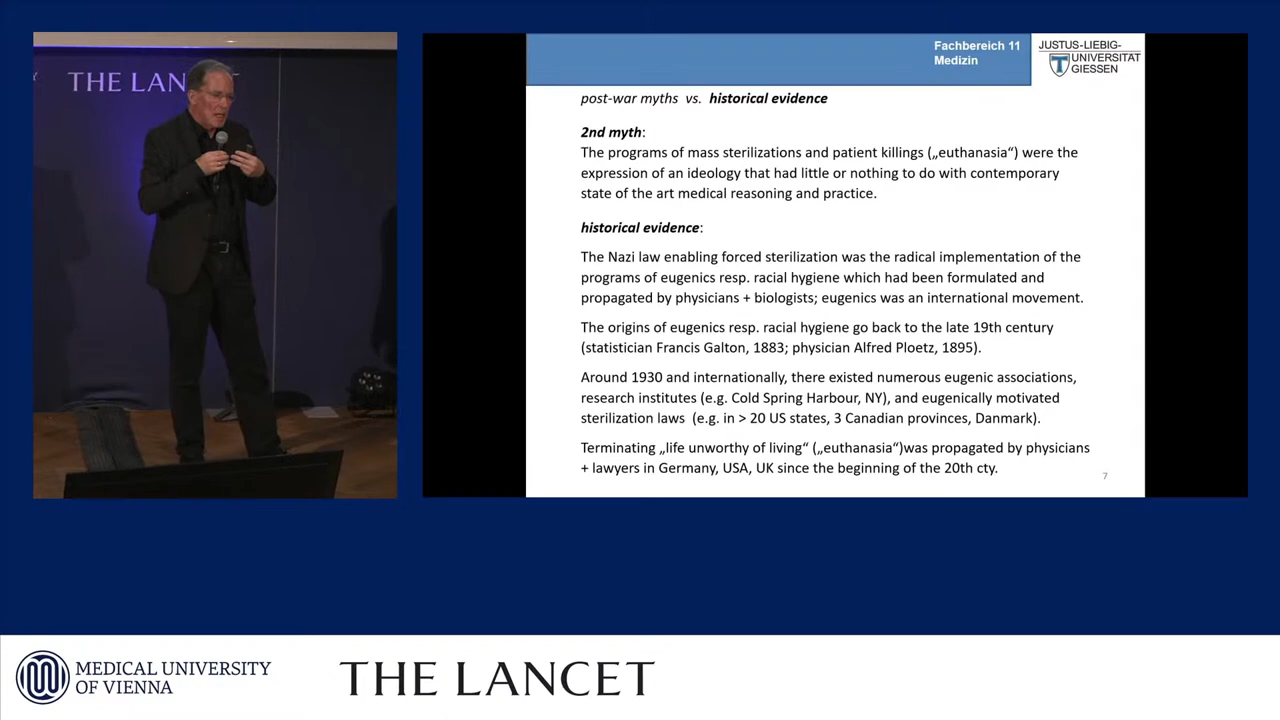 THE LAN
T
Fachbereich 11
Medizin
JUSTUS-LIEBIG-
UNIVERSITAT
GIESSEN
post-war myths vs. historical evidence
2nd myth:
The programs of mass sterilizations and patient killings („euthanasia“) were the
expression of an ideology that had little or nothing to do with contemporary
state of the art medical reasoning and practice.
historical evidence:
The Nazi law enabling forced sterilization was the radical implementation of the
programs of eugenics resp. racial hygiene which had been formulated and
propagated by physicians + biologists; eugenics was an international movement.
The origins of eugenics resp. racial hygiene go back to the late 19th century
(statistician Francis Galton, 1883; physician Alfred Ploetz, 1895).
Around 1930 and internationally, there existed numerous eugenic associations,
research institutes (e.g. Cold Spring Harbour, NY), and eugenically motivated
sterilization laws (e.g. in > 20 US states, 3 Canadian provinces, Danmark).
Terminating „life unworthy of living“ („euthanasia“)was propagated by physicians
+ lawyers in Germany, USA, UK since the beginning of the 20th cty.
7
MEDICAL UNIVERSITY
OF VIENNA
THE LANCET